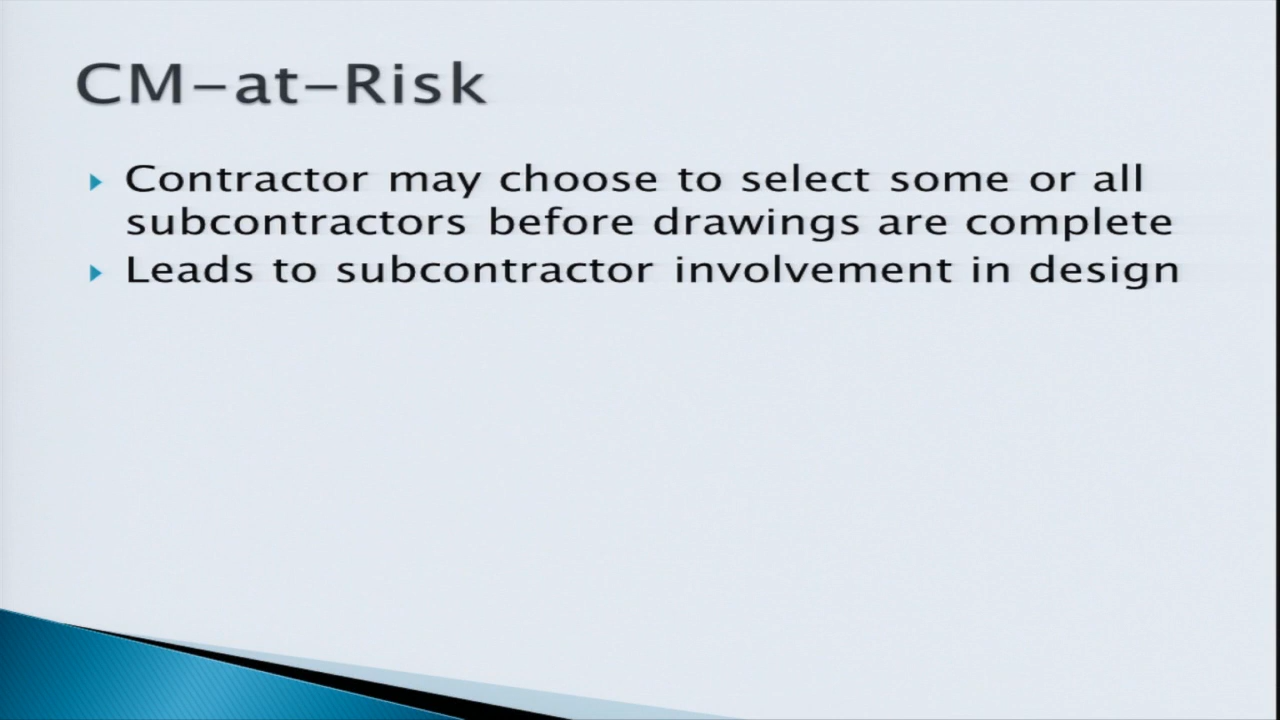 CM-at-Risk
Contractor may choose to select some or all
subcontractors before drawings are complete
Leads to subcontractor involvement in design